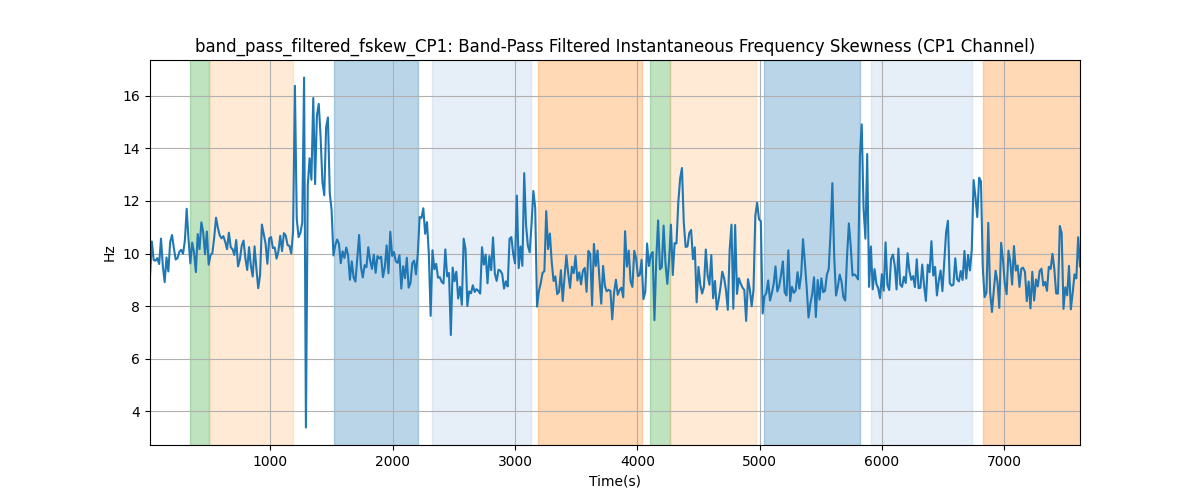 band_pass_filtered_fskew_CP1: Band-Pass Filtered Instantaneous Frequency Skewness (CP1 Channel)
16
14
12
10
8
6
4
Hz
1000 2000 3000 4000 5000 6000 7000
Time(s)